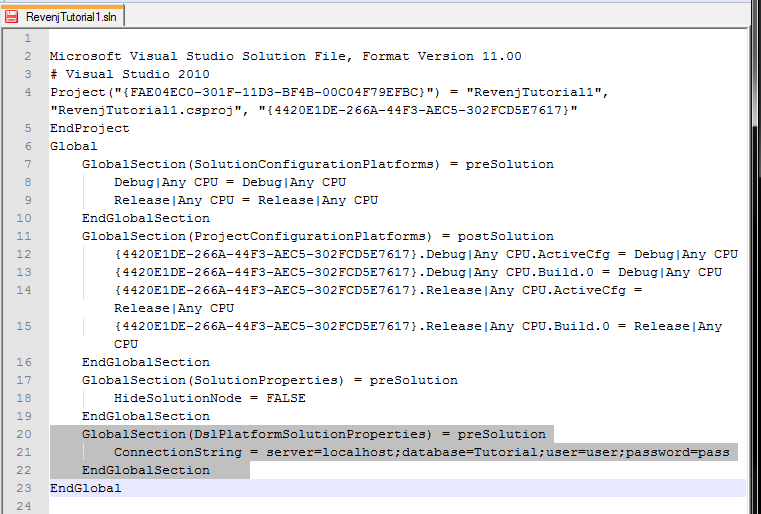 RevenjTutorial1.sln
1
2 Microsoft Visual Studio Solution File, Format Version 11.00
3 # Visual Studio 2010
4 Project("{FAE04EC0-301F-11D3-BF4B-00C04F79EFBC}") = "RevenjTutorial1",
"RevenjTutorial1.csproj", "{4420E1DE-266A-44F3-AEC5-302FCD5E7617}"
5 EndProject
6 Global
7 GlobalSection(SolutionConfigurationPlatforms) = preSolution
8 Debug|Any CPU = Debug|Any CPU
9 Release|Any CPU = Release|Any CPU
10 EndGlobalSection
11 GlobalSection(ProjectConfigurationPlatforms) = postSolution
12 {4420E1DE-266A-44F3-AEC5-302FCD5E7617}.Debug|Any CPU.ActiveCfg = Debug|Any CPU
13 {4420E1DE-266A-44F3-AEC5-302FCD5E7617}.Debug|Any CPU.Build.0 = Debug|Any CPU
14 {4420E1DE-266A-44F3-AEC5-302FCD5E7617}.Release|Any CPU.ActiveCfg =
Release|Any CPU
15 {4420E1DE-266A-44F3-AEC5-302FCD5E7617}.Release|Any CPU.Build.0 = Release|Any
CPU
16 EndGlobalSection
17 GlobalSection(SolutionProperties) = preSolution
18 HideSolutionNode = FALSE
19 EndGlobalSection
20 GlobalSection(DslPlatformSolutionProperties) = preSolution
21 ConnectionString = server=localhost;database=Tutorial;user=user;password=pass
22 EndGlobalSection
23 EndGlobal
24